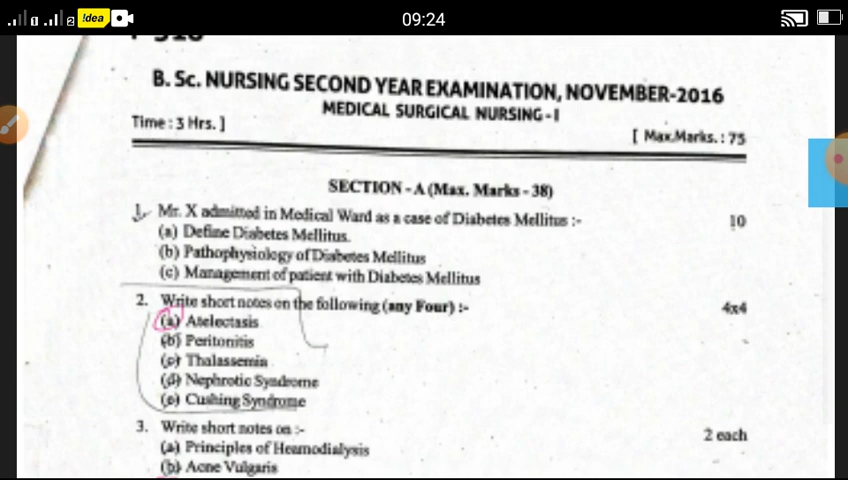 !dea
09:24
B. Sc. NURSING SECOND YEAR EXAMINATION, NOVEMBER-2016
MEDICAL SURGICAL NURSING - I
Time : 3 Hrs. ] [ Max.Marks. : 75
SECTION - A (Max. Marks - 38)
1. Mr. X admitted in Medical Ward as a case of Diabetes Mellitus :- 10
(a) Define Diabetes Mellitus.
(b) Pathophysiology of Diabetes Mellitus
(c) Management of patient with Diabetes Mellitus
2. Write short notes on the following (any Four) :- 4x4
(a) Atelectasis
(b) Peritonitis
(c) Thalassemia
(d) Nephrotic Syndrome
(e) Cushing Syndrome
3. Write short notes on :- 2 each
(a) Principles of Heamodialysis
(b) Acne Vulgaris